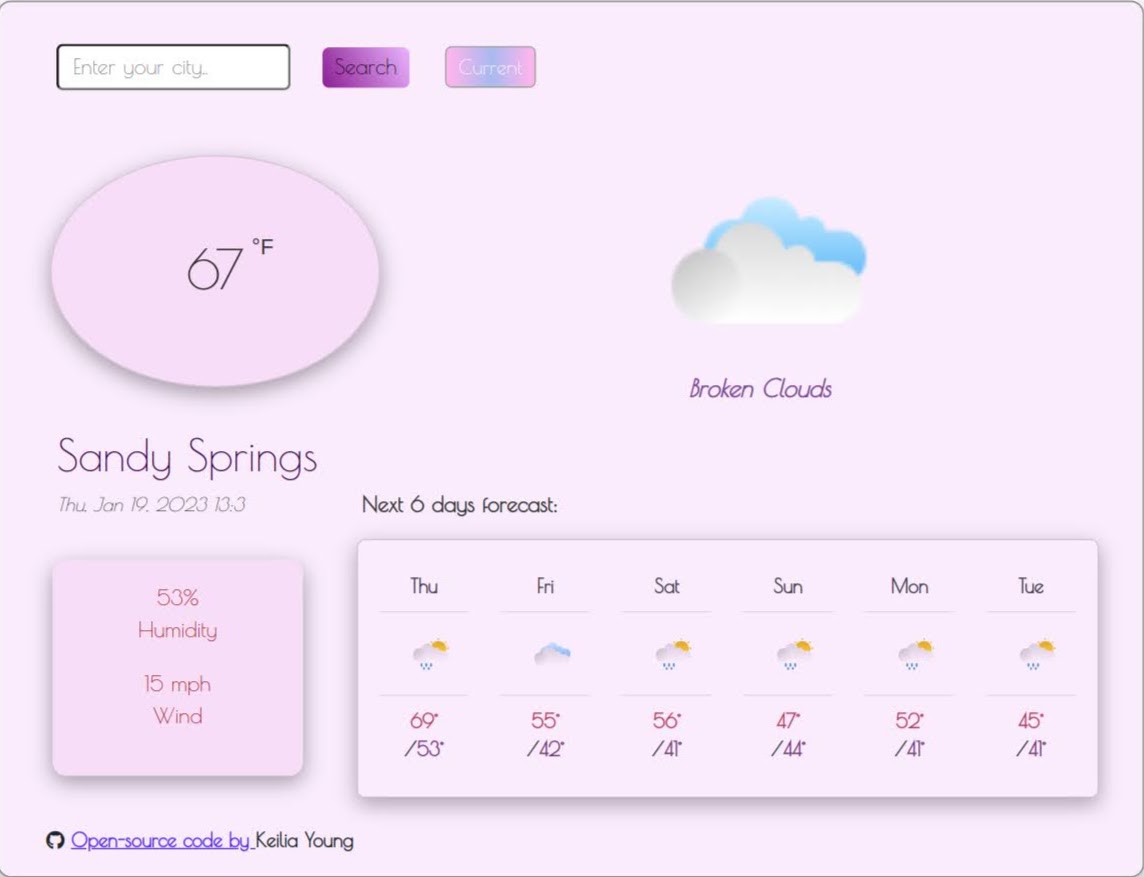 Enter your city..
Search
Current
67 °F
Broken Clouds
Sandy Springs
Thu, Jan 19, 2023 13:3
Next 6 days forecast:
53%
Humidity
15 mph
Wind
Thu Fri Sat Sun Mon Tue
69° 55° 56° 47° 52° 45°
/53° /42° /41° /44° /41° /41°
Open-source code by Keilia Young